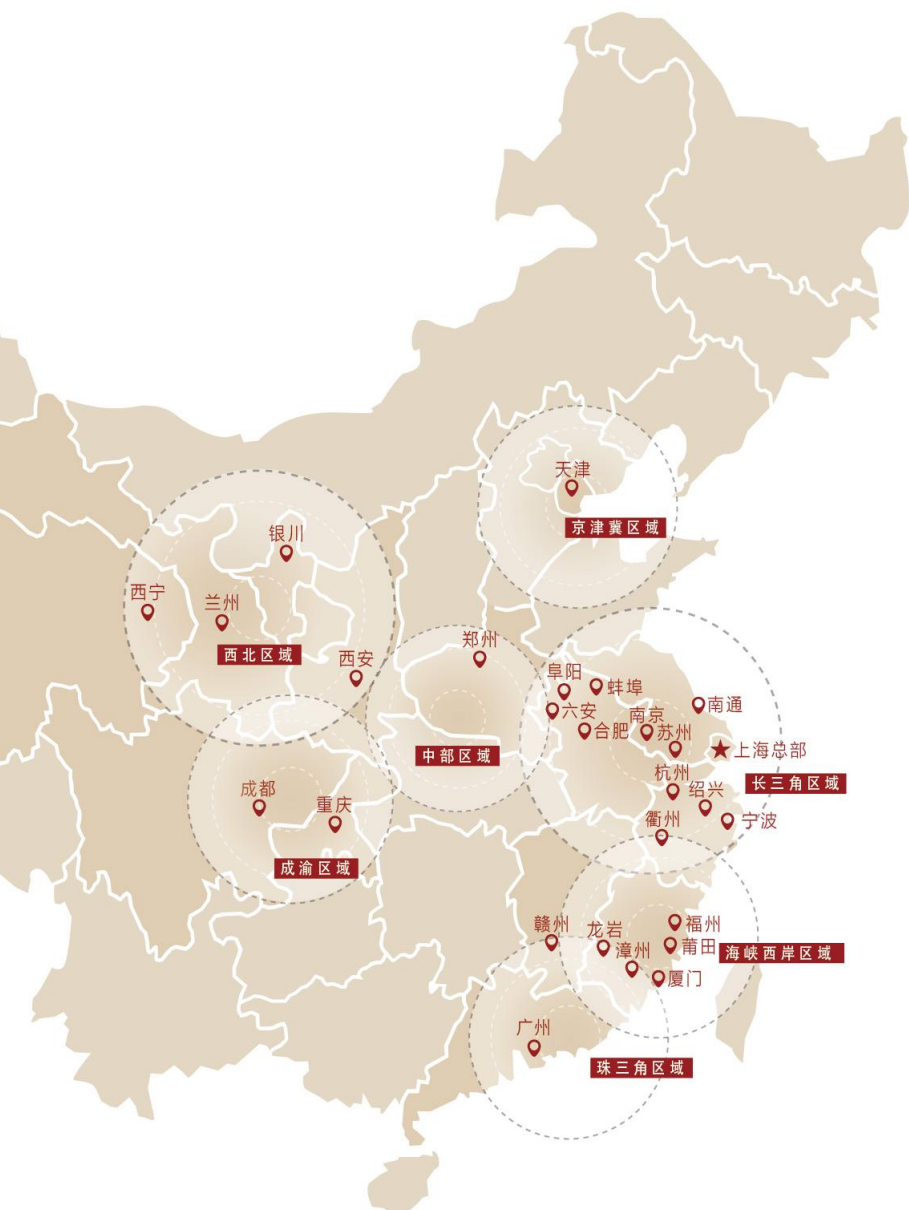 天津
京津冀区域
银川
西宁
兰州
西北区域
西安
郑州
中部区域
阜阳
蚌埠
六安
合肥
南京
苏州
南通
上海总部
长三角区域
杭州
绍兴
宁波
衢州
成都
重庆
成渝区域
福州
莆田
海峡西岸区域
赣州
龙岩
漳州
厦门
广州
珠三角区域